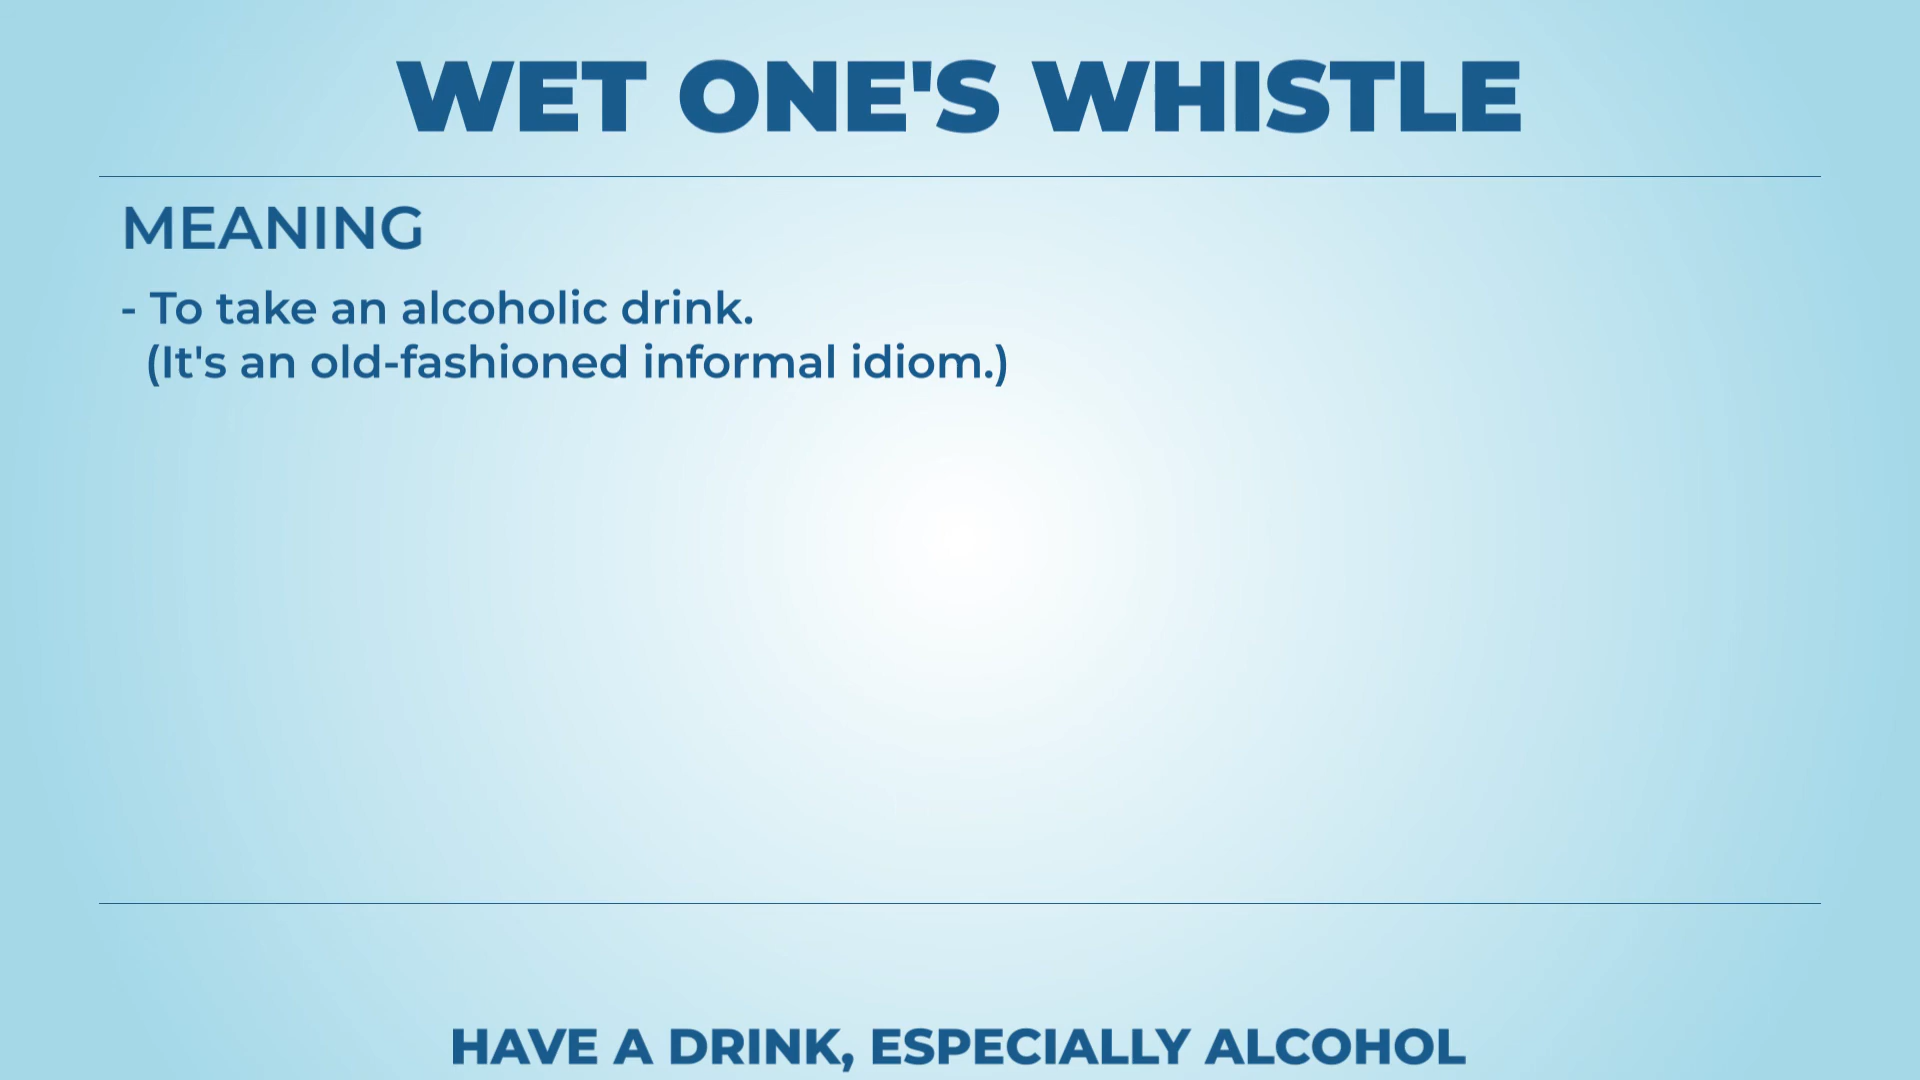 WET ONE'S WHISTLE
MEANING
- To take an alcoholic drink.
(It's an old-fashioned informal idiom.)
HAVE A DRINK, ESPECIALLY ALCOHOL